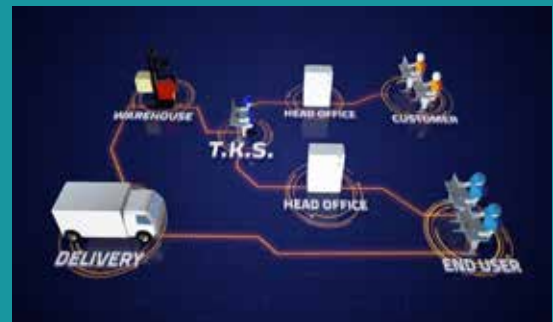 WAREHOUSE
HEAD OFFICE
CUSTOMER
T.K.S.
HEAD OFFICE
DELIVERY
END USER